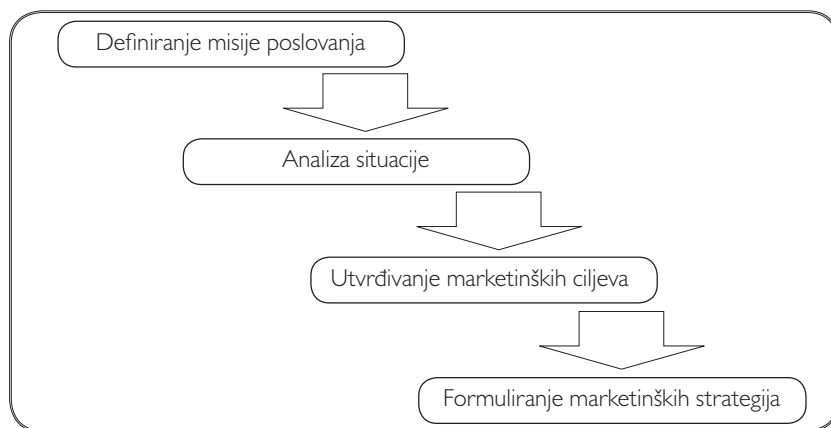 Definiranje misije poslovanja
Analiza situacije
Utvrđivanje marketinških ciljeva
Formuliranje marketinških strategija